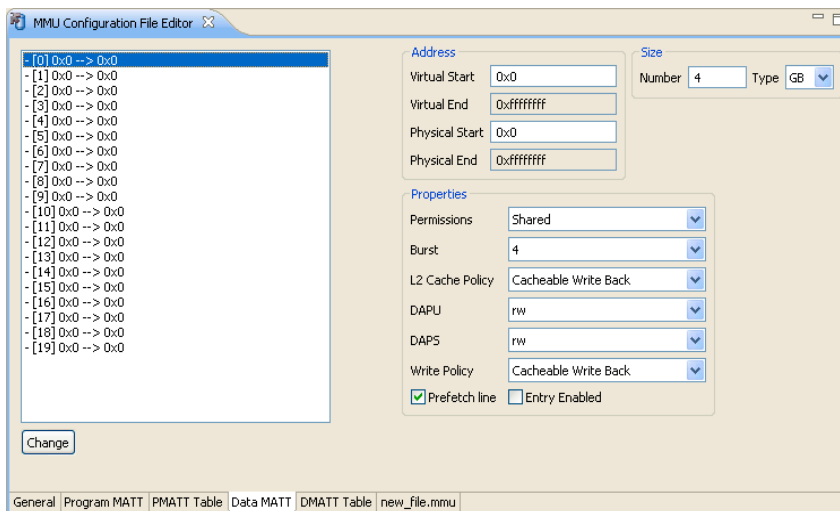 MMU Configuration File Editor
- [0] 0x0 --> 0x0
- [1] 0x0 --> 0x0
- [2] 0x0 --> 0x0
- [3] 0x0 --> 0x0
- [4] 0x0 --> 0x0
- [5] 0x0 --> 0x0
- [6] 0x0 --> 0x0
- [7] 0x0 --> 0x0
- [8] 0x0 --> 0x0
- [9] 0x0 --> 0x0
- [10] 0x0 --> 0x0
- [11] 0x0 --> 0x0
- [12] 0x0 --> 0x0
- [13] 0x0 --> 0x0
- [14] 0x0 --> 0x0
- [15] 0x0 --> 0x0
- [16] 0x0 --> 0x0
- [17] 0x0 --> 0x0
- [18] 0x0 --> 0x0
- [19] 0x0 --> 0x0
Change
Address
Virtual Start 0x0
Virtual End 0xffffffff
Physical Start 0x0
Physical End 0xffffffff
Size
Number 4 Type GB
Properties
Permissions Shared
Burst 4
L2 Cache Policy Cacheable Write Back
DAPU rw
DAPS rw
Write Policy Cacheable Write Back
Prefetch line Entry Enabled
General Program MATT PMATT Table Data MATT DMATT Table new_file.mmu